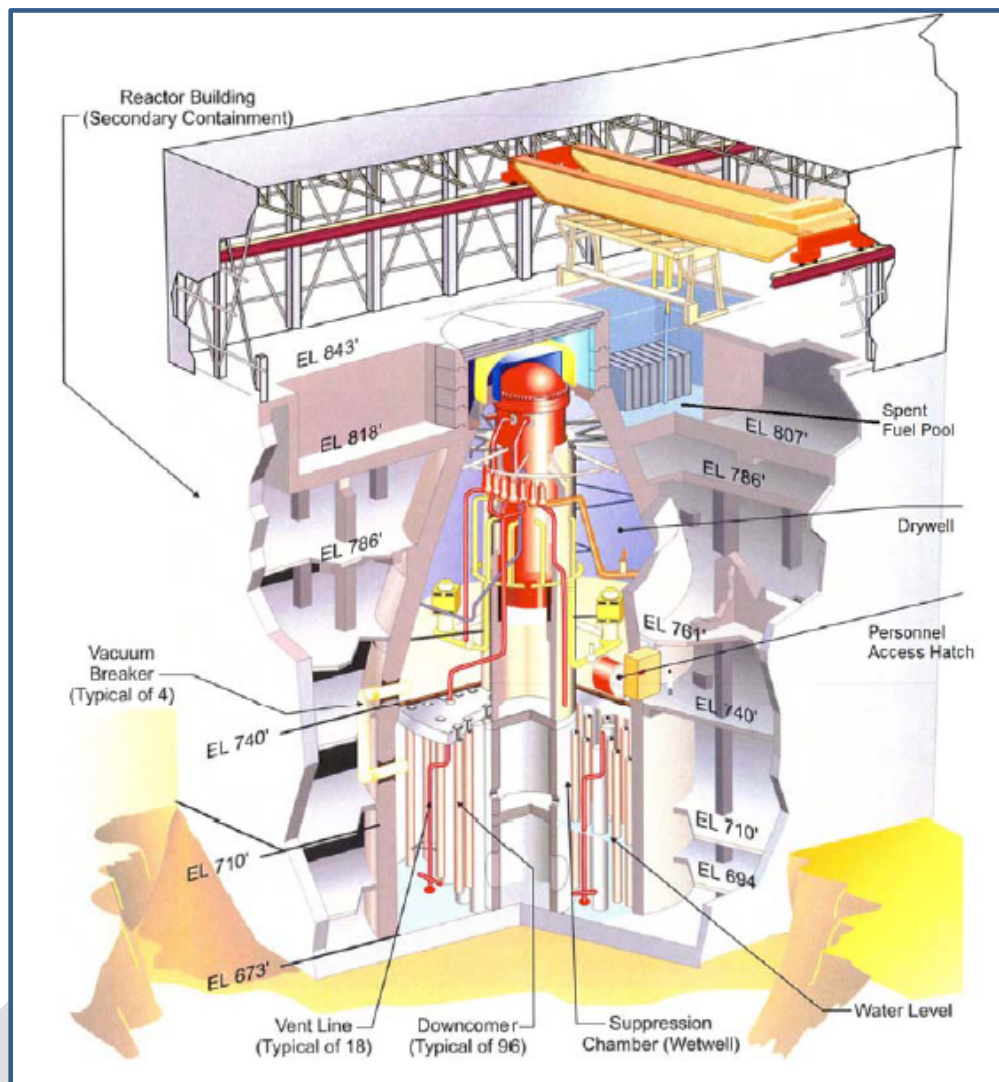 Reactor Building
(Secondary Containment)
EL 843'
EL 818'
EL 807'
Spent
Fuel Pool
EL 786'
EL 786'
Drywell
EL 761'
Personnel
Access Hatch
Vacuum
Breaker
(Typical of 4)
EL 740'
EL 740'
EL 710'
EL 710'
EL 694
EL 673'
Vent Line
(Typical of 18)
Downcomer
(Typical of 96)
Suppression
Chamber (Wetwell)
Water Level